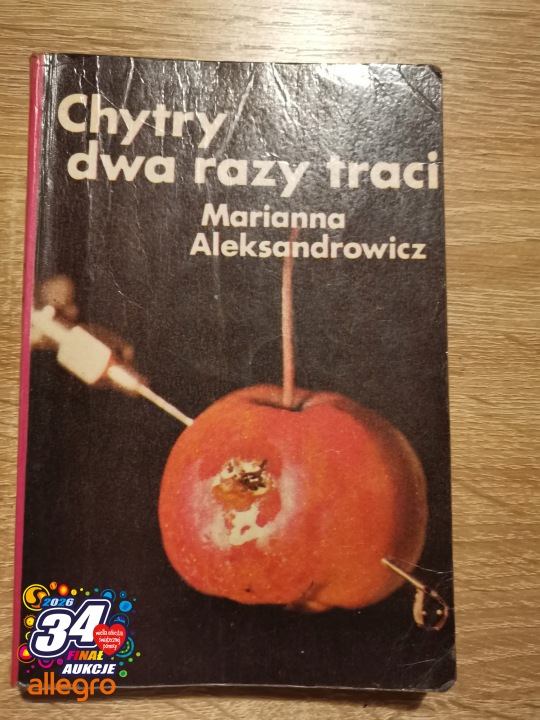 Chytry
dwa razy traci
Marianna
Aleksandrowicz
2026
34
FINAŁ
AUKCJE
allegro